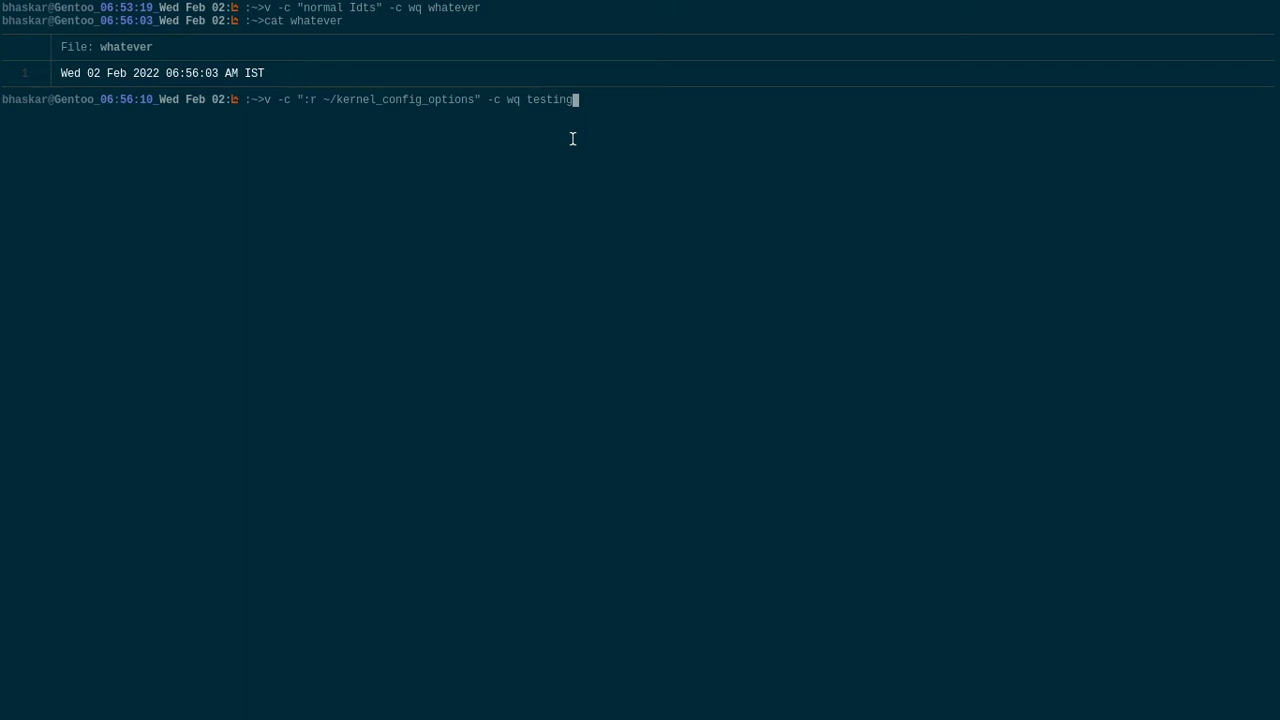 bhaskar@Gentoo_06:53:19_Wed Feb 02: :~>v -c "normal Idts" -c wq whatever
bhaskar@Gentoo_06:56:03_Wed Feb 02: :~>cat whatever
File: whatever
1 Wed 02 Feb 2022 06:56:03 AM IST
bhaskar@Gentoo_06:56:10_Wed Feb 02: :~>v -c ":r ~/kernel_config_options" -c wq testing